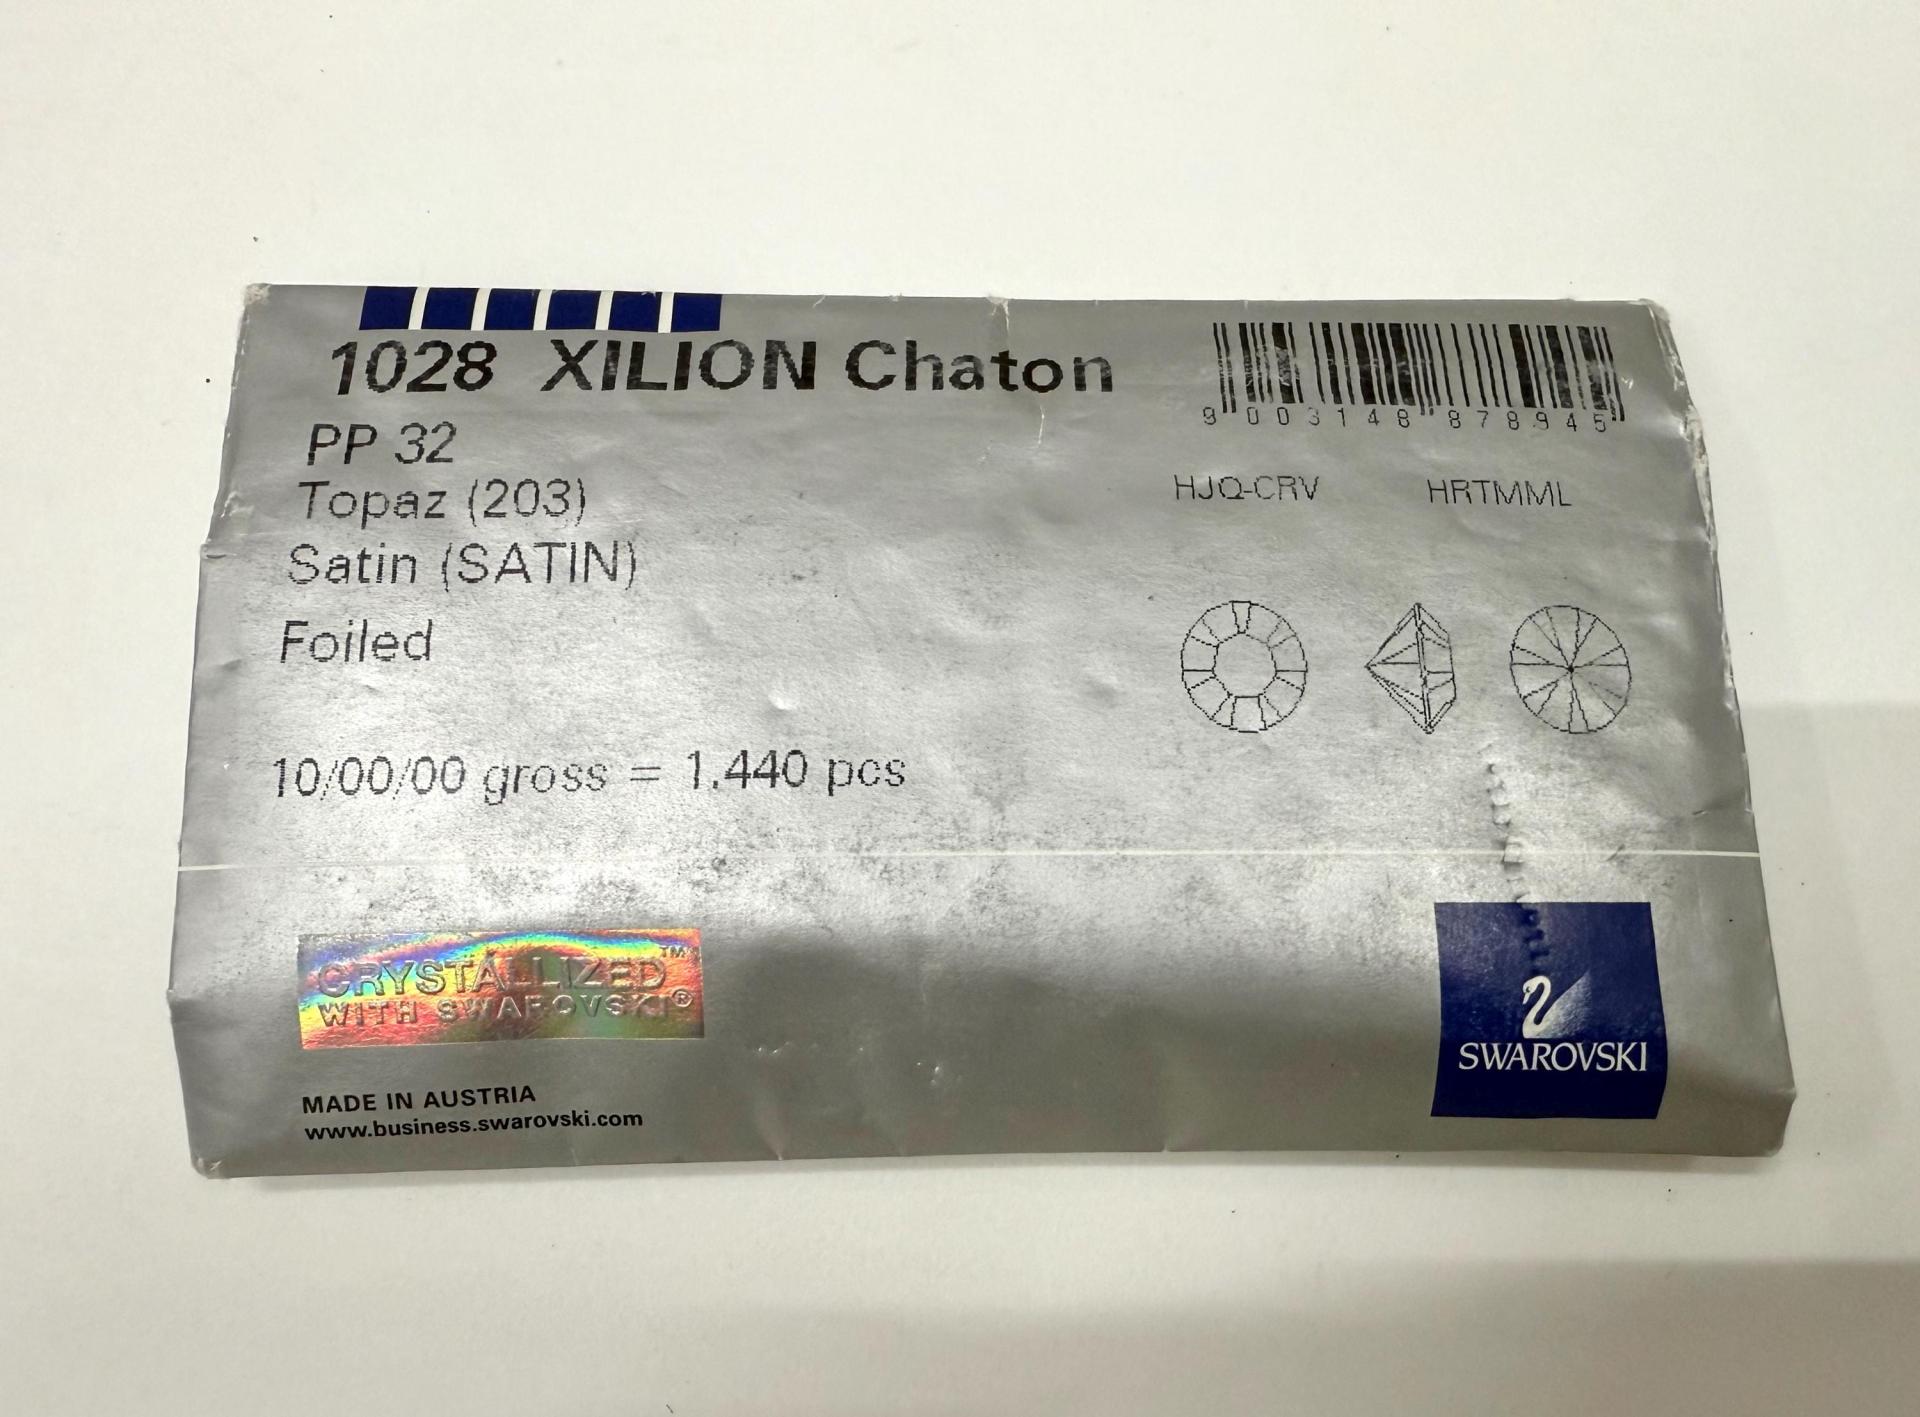 1028 XILION Chaton
PP 32
Topaz (203)
Satin (SATIN)
Foiled
10/00/00 gross = 1.440 pcs
9 003148 878945
HJQ-CRV HRTMML
CRYSTALLIZED™
WITH SWAROVSKI®
MADE IN AUSTRIA
www.business.swarovski.com
SWAROVSKI